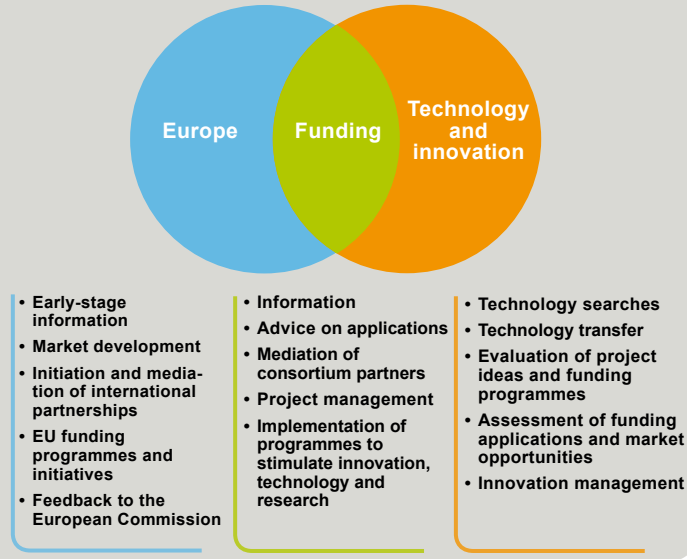 Europe
Funding
Technology
and
innovation
• Early-stage
information
• Market development
• Initiation and media-
tion of international
partnerships
• EU funding
programmes and
initiatives
• Feedback to the
European Commission
• Information
• Advice on applications
• Mediation of
consortium partners
• Project management
• Implementation of
programmes to
stimulate innovation,
technology and
research
• Technology searches
• Technology transfer
• Evaluation of project
ideas and funding
programmes
• Assessment of funding
applications and market
opportunities
• Innovation management